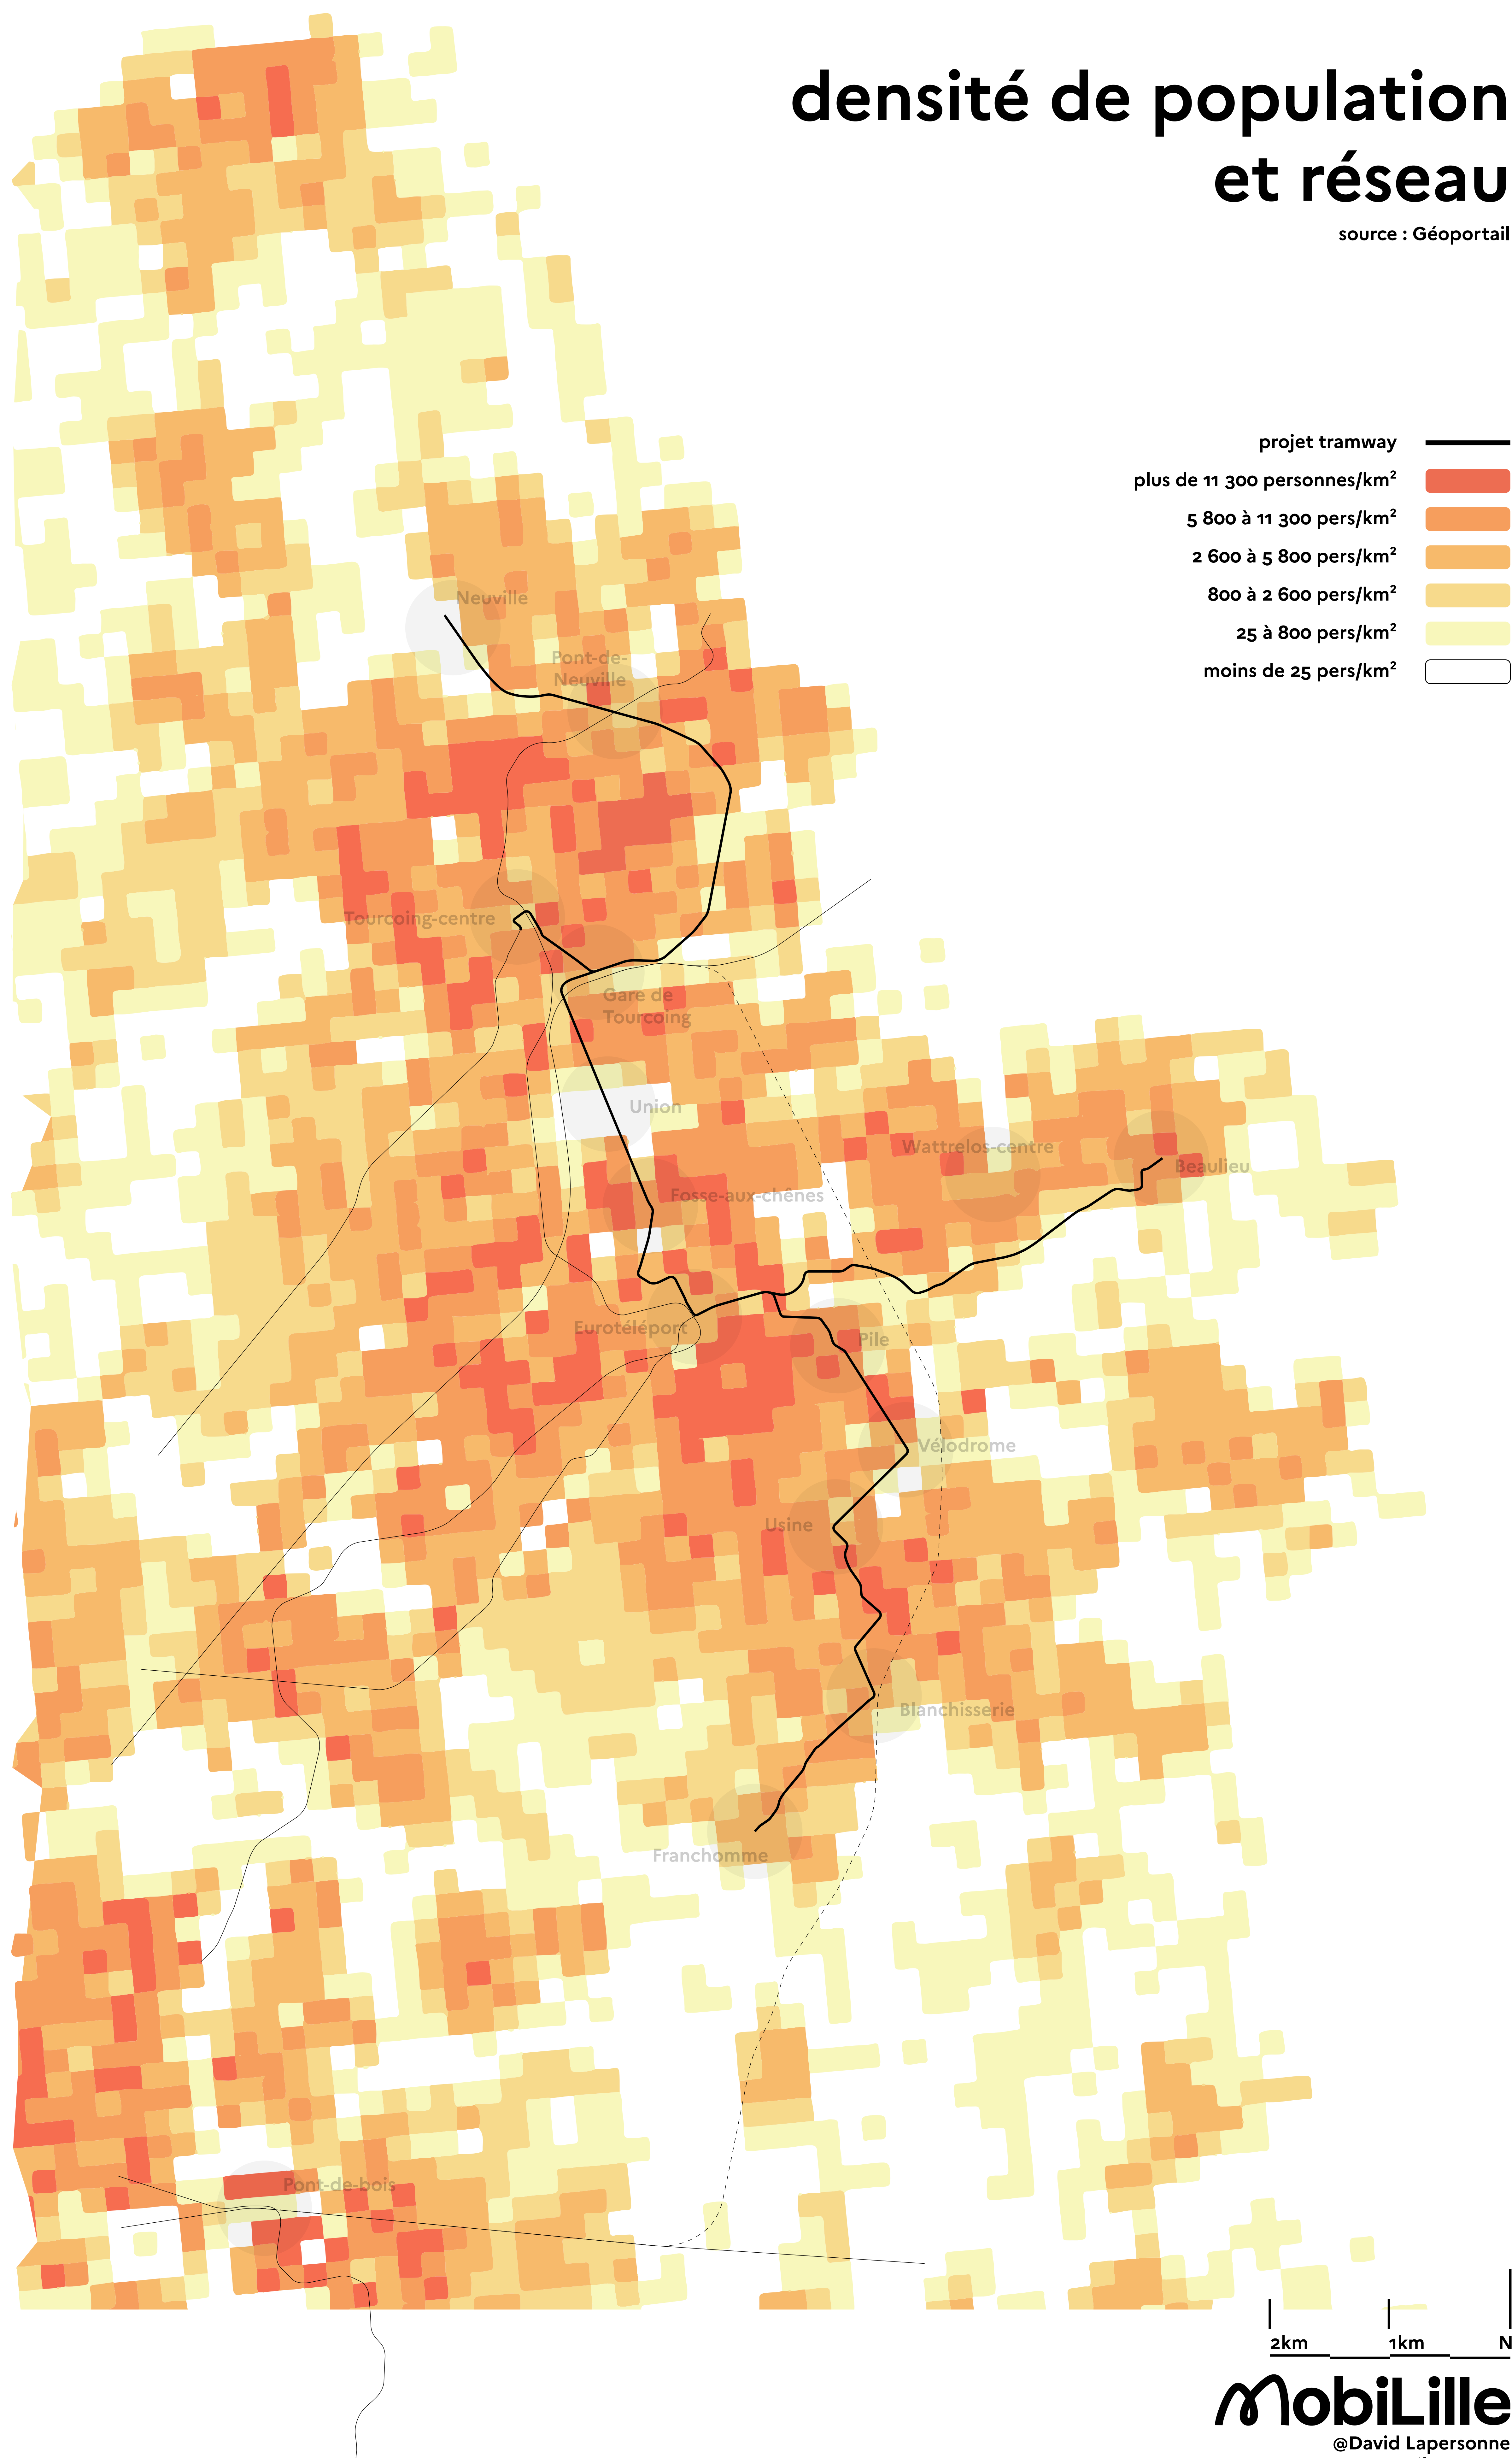 densité de population
et réseau
source : Géoportail
projet tramway
plus de 11 300 personnes/km²
5 800 à 11 300 pers/km²
2 600 à 5 800 pers/km²
800 à 2 600 pers/km²
25 à 800 pers/km²
moins de 25 pers/km²
Neuville
Pont-de-
Neuville
Tourcoing-centre
Gare de
Tourcoing
Union
Wattrelos-centre
Beaulieu
Fosse-aux-chênes
Eurotéléport
Pile
Vélodrome
Usine
Blanchisserie
Franchomme
Pont-de-bois
2km
1km
N
MobiLille
@David Lapersonne